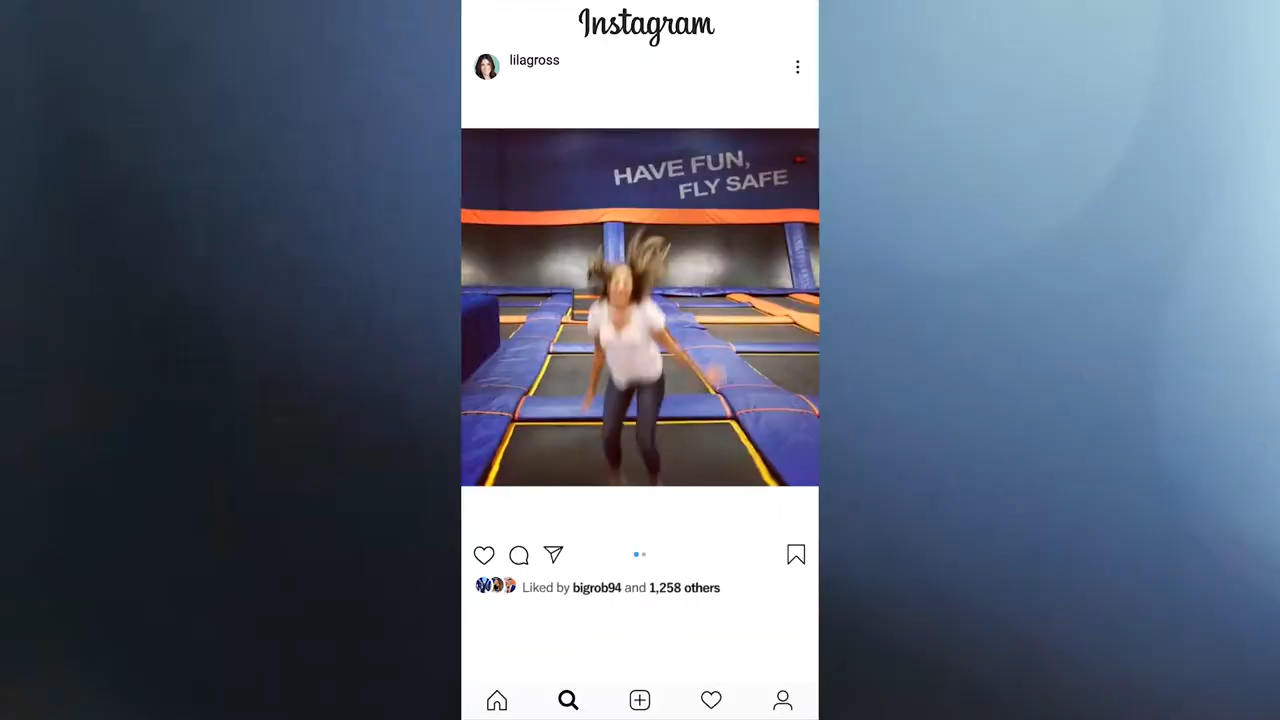 Instagram
lilagross
HAVE FUN,
FLY SAFE
Liked by bigrob94 and 1,258 others